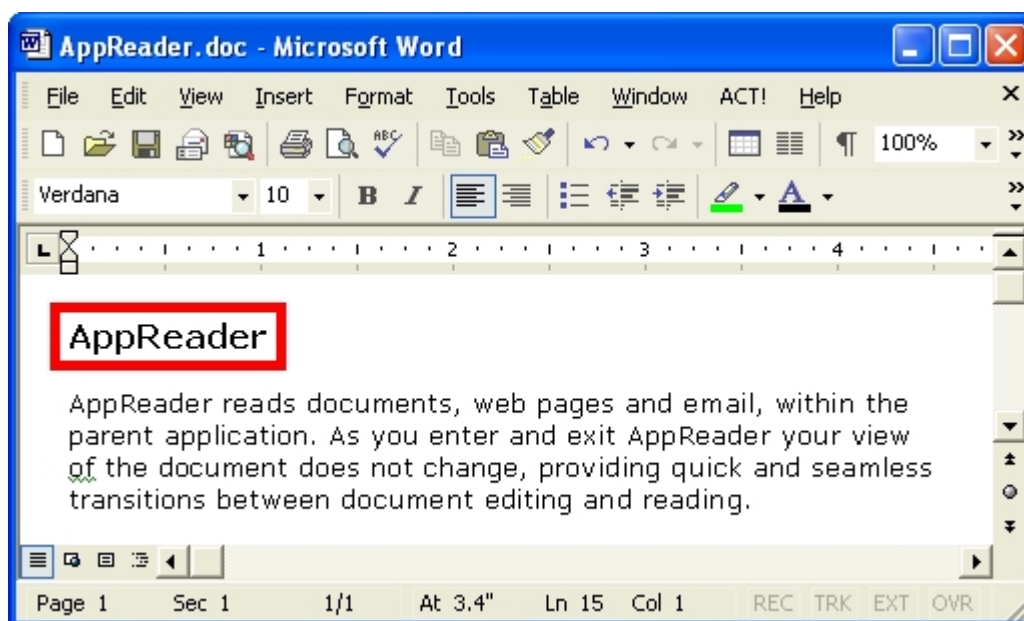 AppReader.doc - Microsoft Word
File Edit View Insert Format Tools Table Window ACT! Help
ABC 100%
Verdana 10 B I A
L 1 2 3 4
AppReader
AppReader reads documents, web pages and email, within the
parent application. As you enter and exit AppReader your view
of the document does not change, providing quick and seamless
transitions between document editing and reading.
Page 1 Sec 1 1/1 At 3.4" Ln 15 Col 1 REC TRK EXT OVR